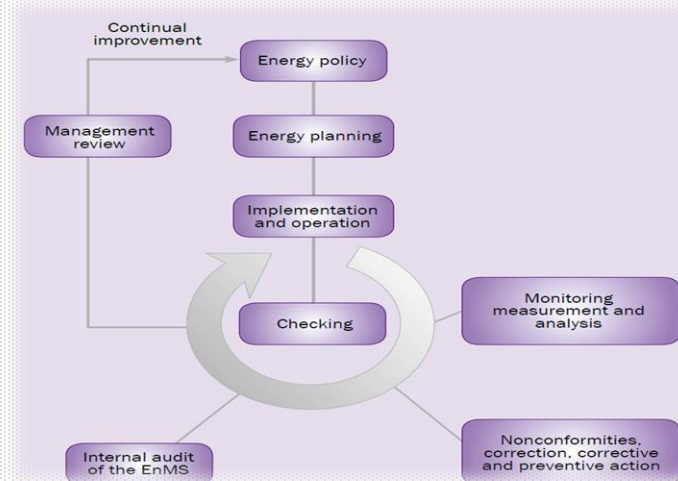 Continual
improvement
Energy policy
Management
review
Energy planning
Implementation
and operation
Checking
Monitoring
measurement and
analysis
Internal audit
of the EnMS
Nonconformities,
correction, corrective
and preventive action